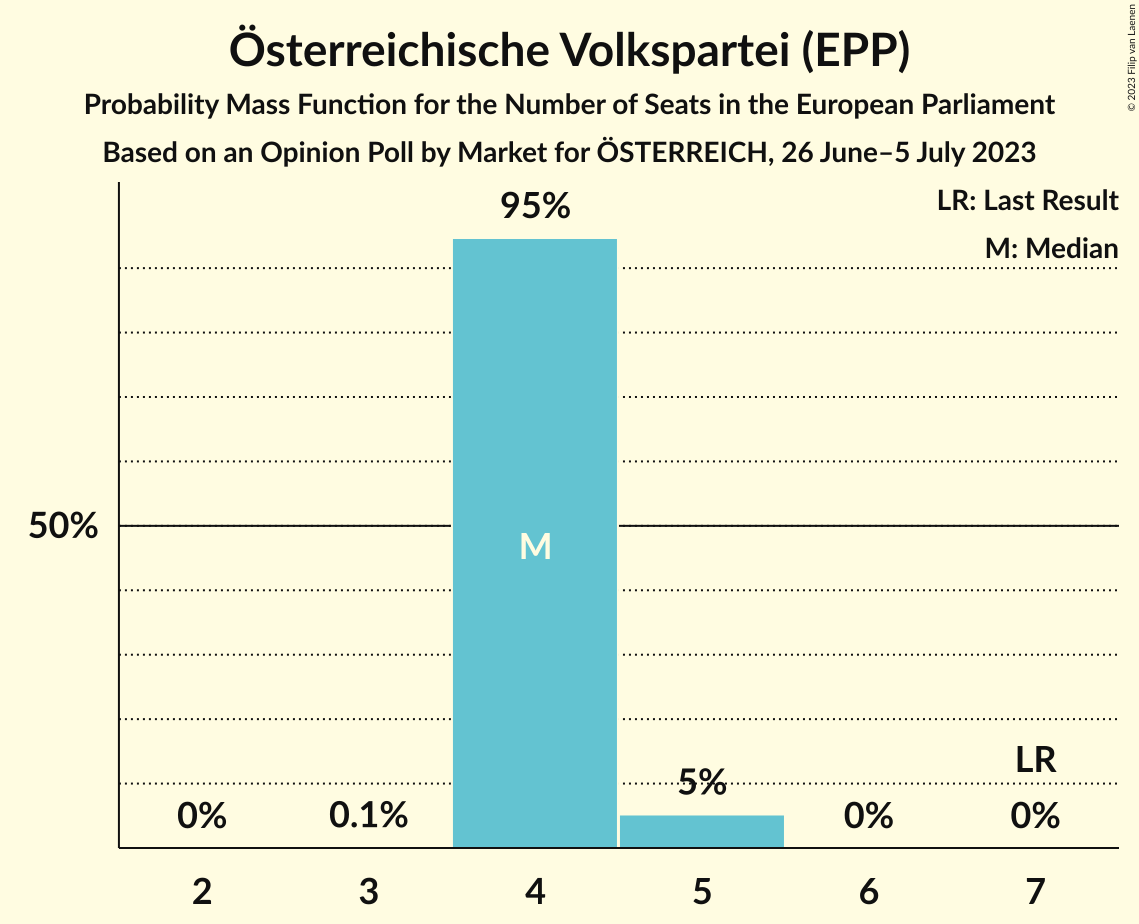 Österreichische Volkspartei (EPP)
Probability Mass Function for the Number of Seats in the European Parliament
Based on an Opinion Poll by Market for ÖSTERREICH, 26 June–5 July 2023
© 2023 Filip van Laenen
LR: Last Result
M: Median
95%
50%
M
LR
5%
0%
0.1%
0%
0%
2
3
4
5
6
7